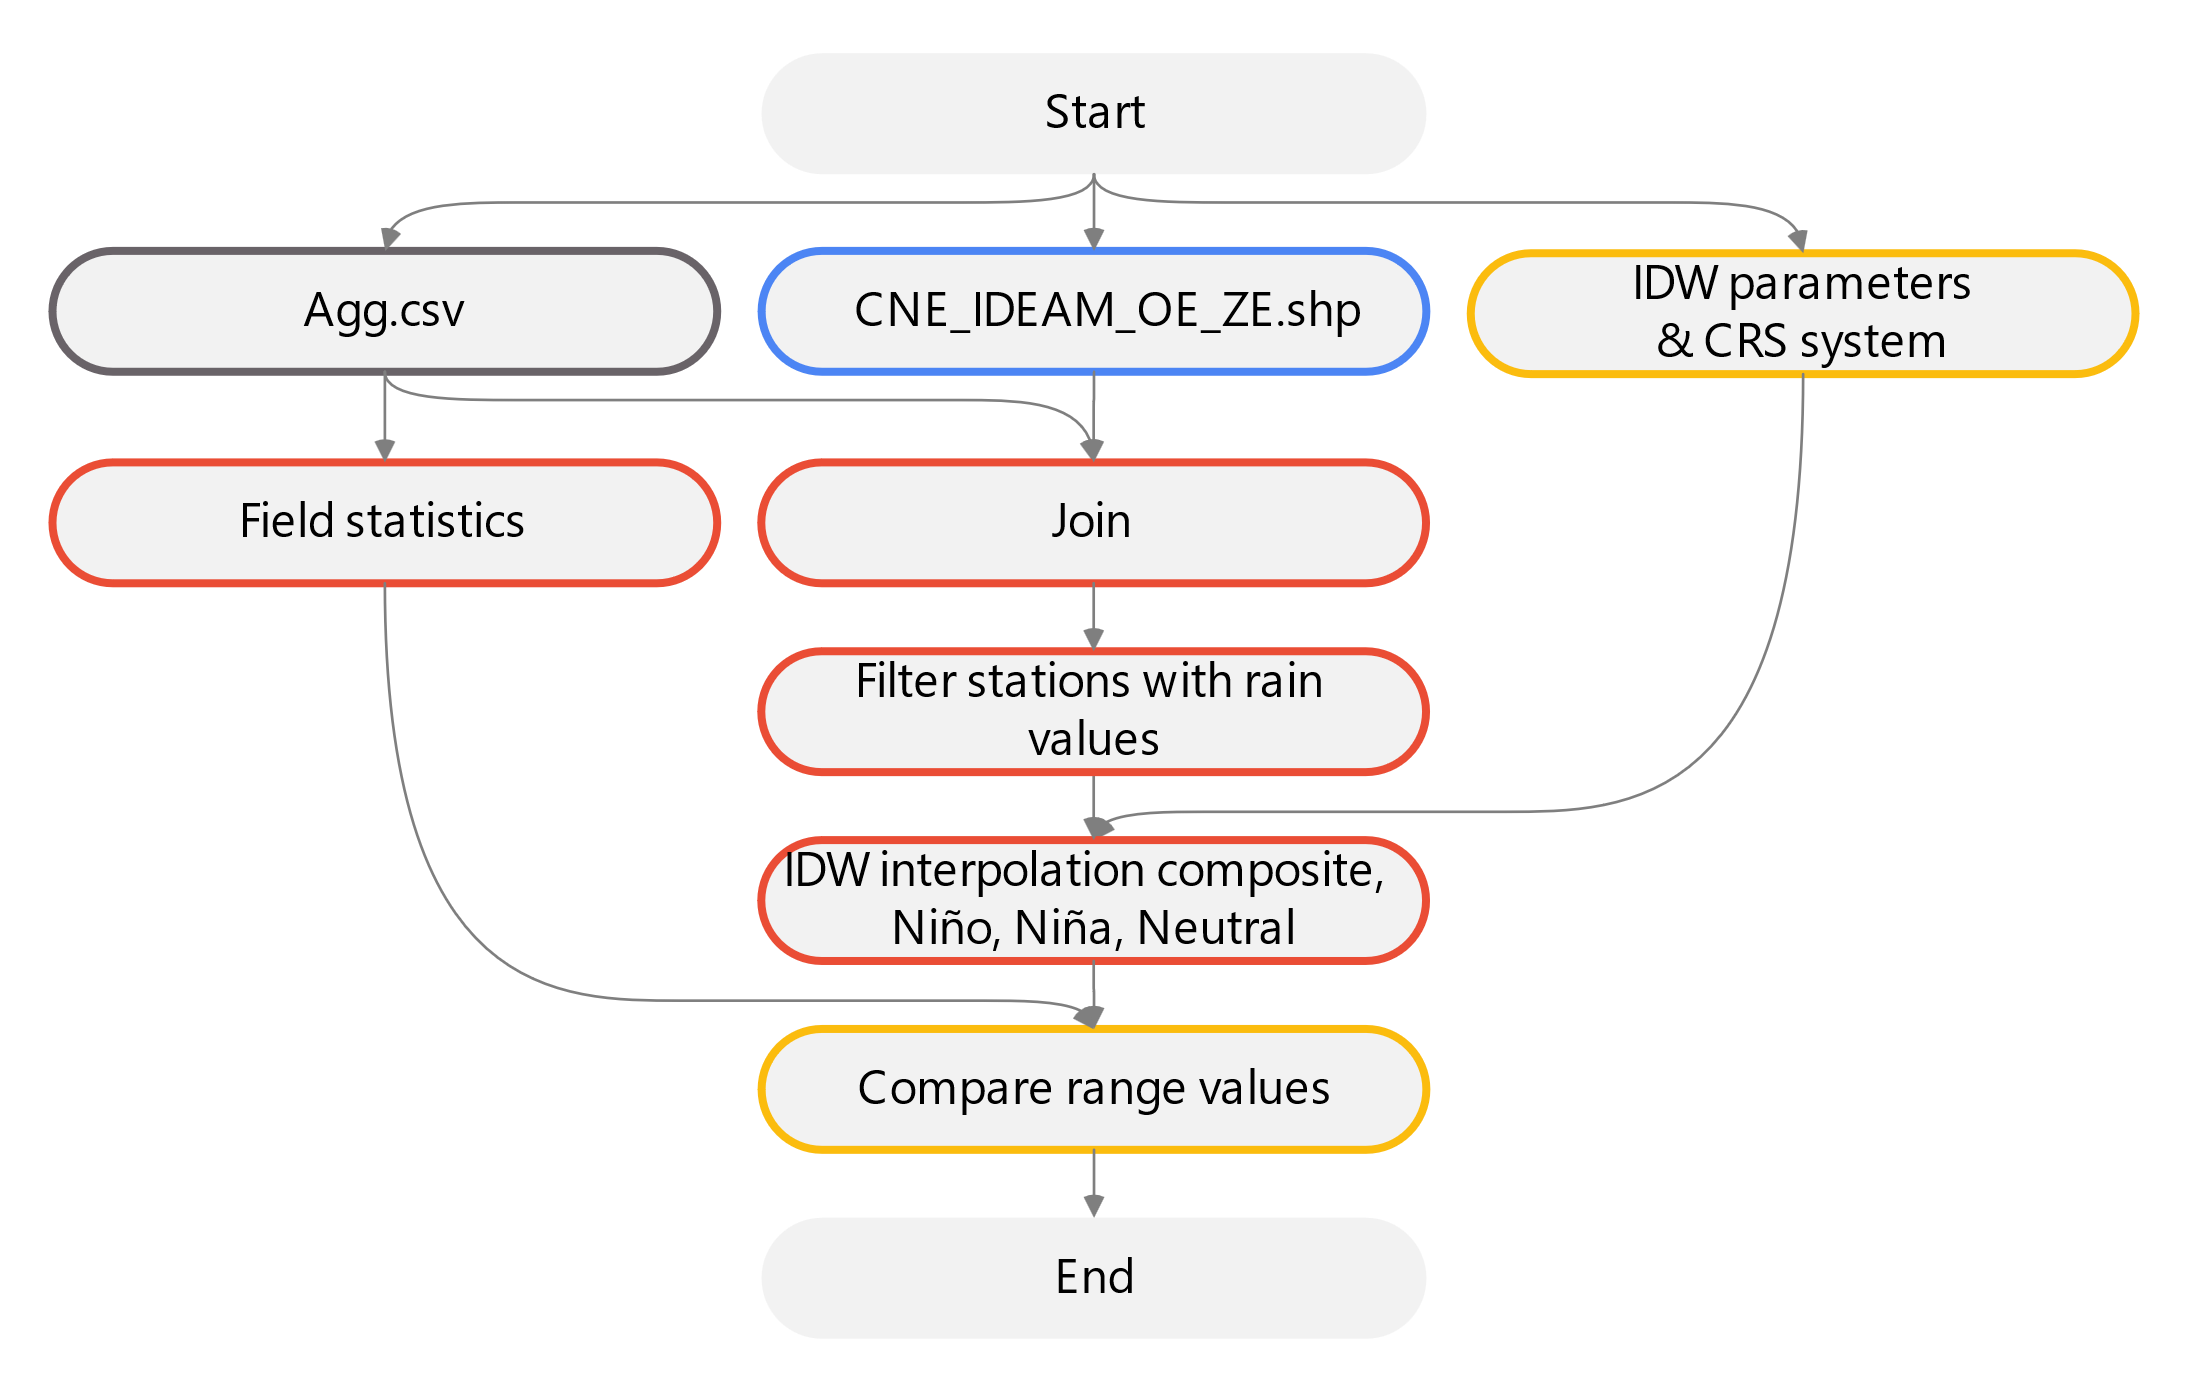 Start
Agg.csv
CNE_IDEAM_OE_ZE.shp
IDW parameters
& CRS system
Field statistics
Join
Filter stations with rain
values
IDW interpolation composite,
Niño, Niña, Neutral
Compare range values
End